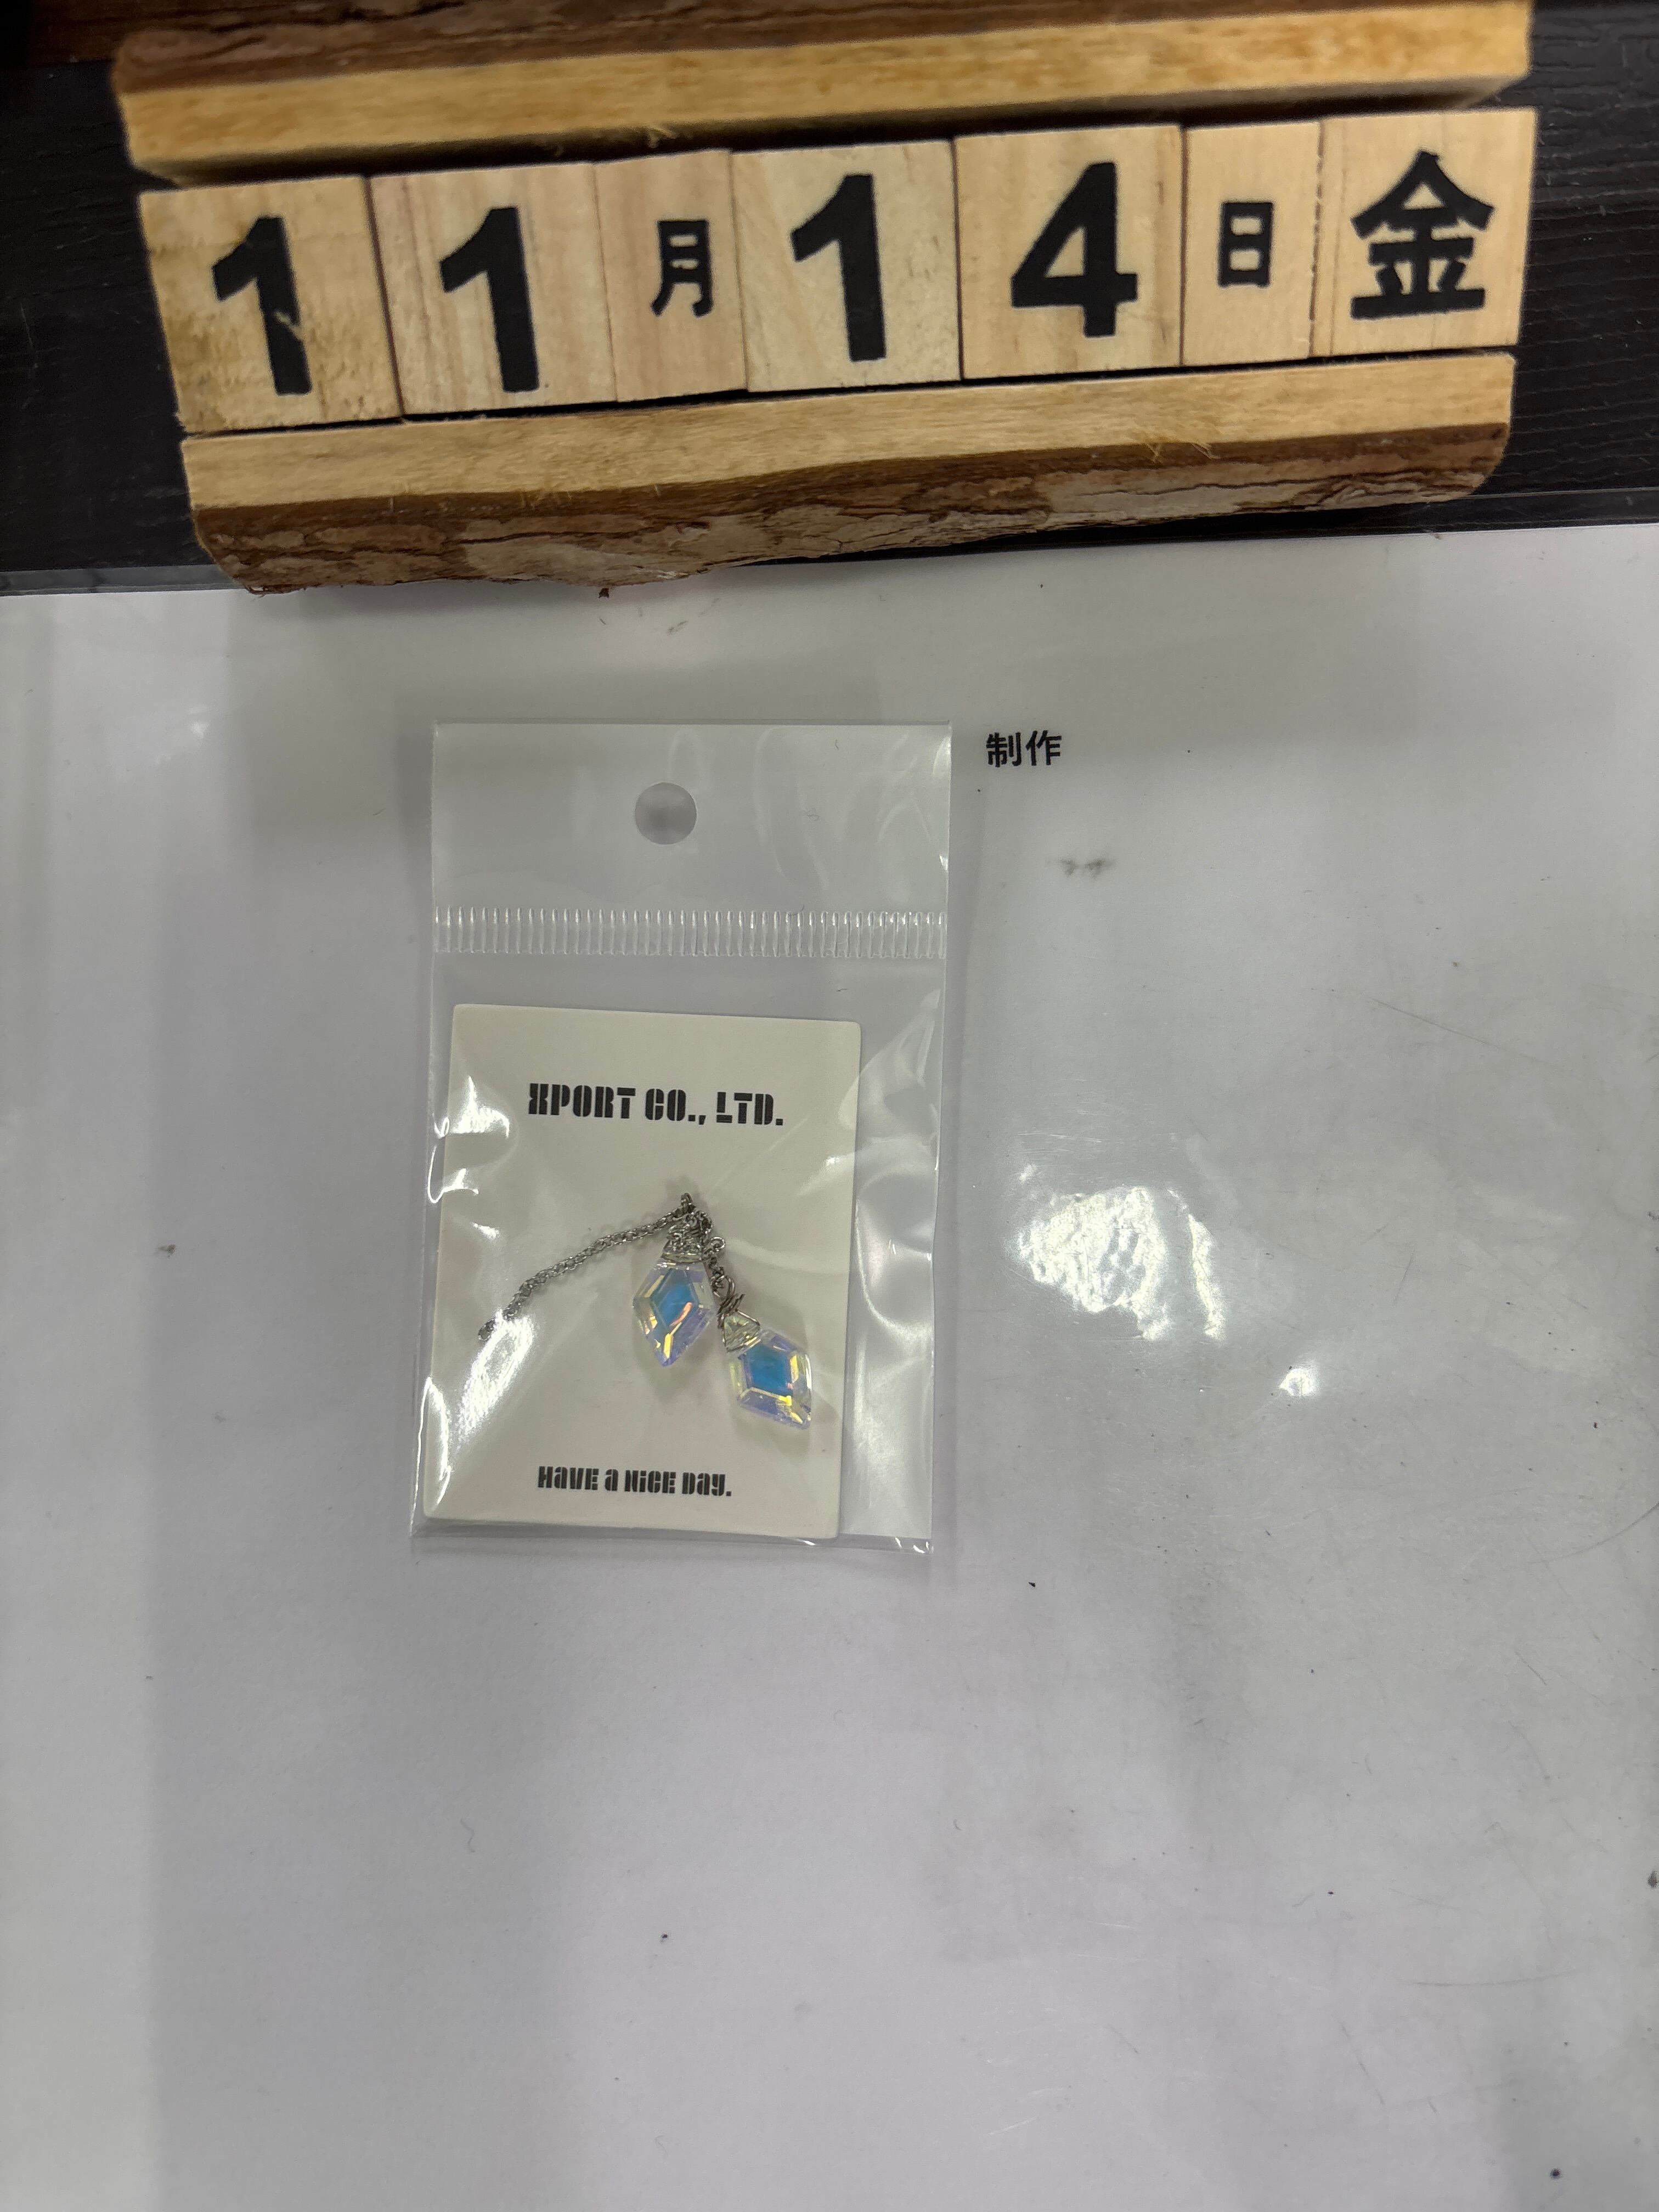 11月14日金
制作
XPORT CO., LTD.
Have a nice day.